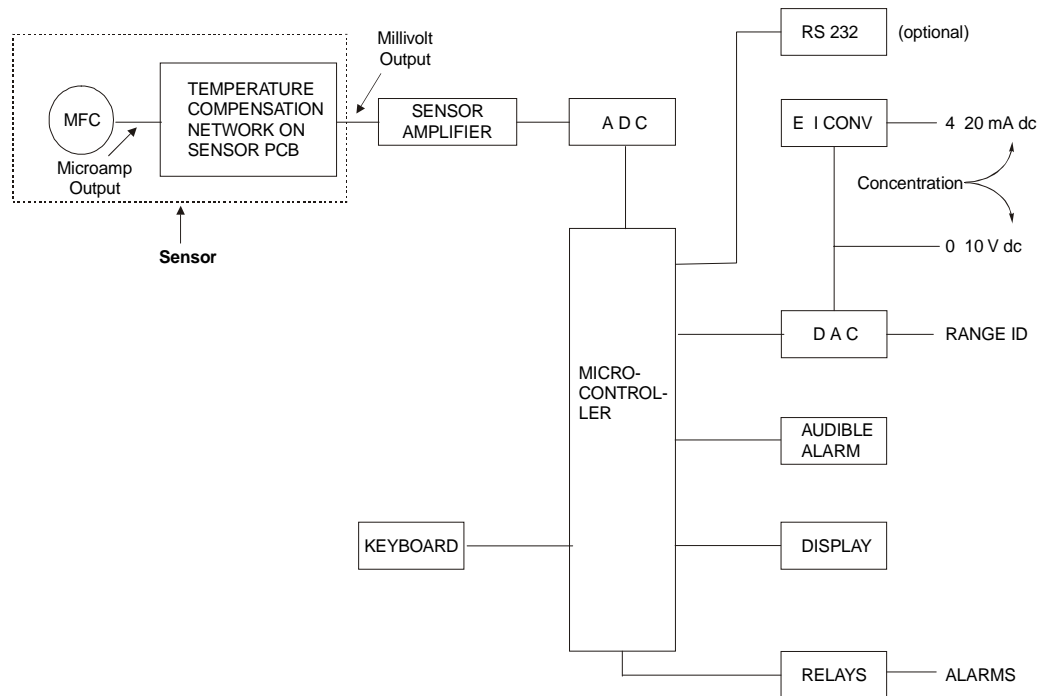 RS 232 (optional)
Millivolt
Output
TEMPERATURE
COMPENSATION
NETWORK ON
SENSOR PCB
MFC
Microamp
Output
Sensor
SENSOR
AMPLIFIER
A D C
E I CONV
4 20 mA dc
Concentration
0 10 V dc
D A C
RANGE ID
MICRO-
CONTROL-
LER
AUDIBLE
ALARM
KEYBOARD
DISPLAY
RELAYS
ALARMS